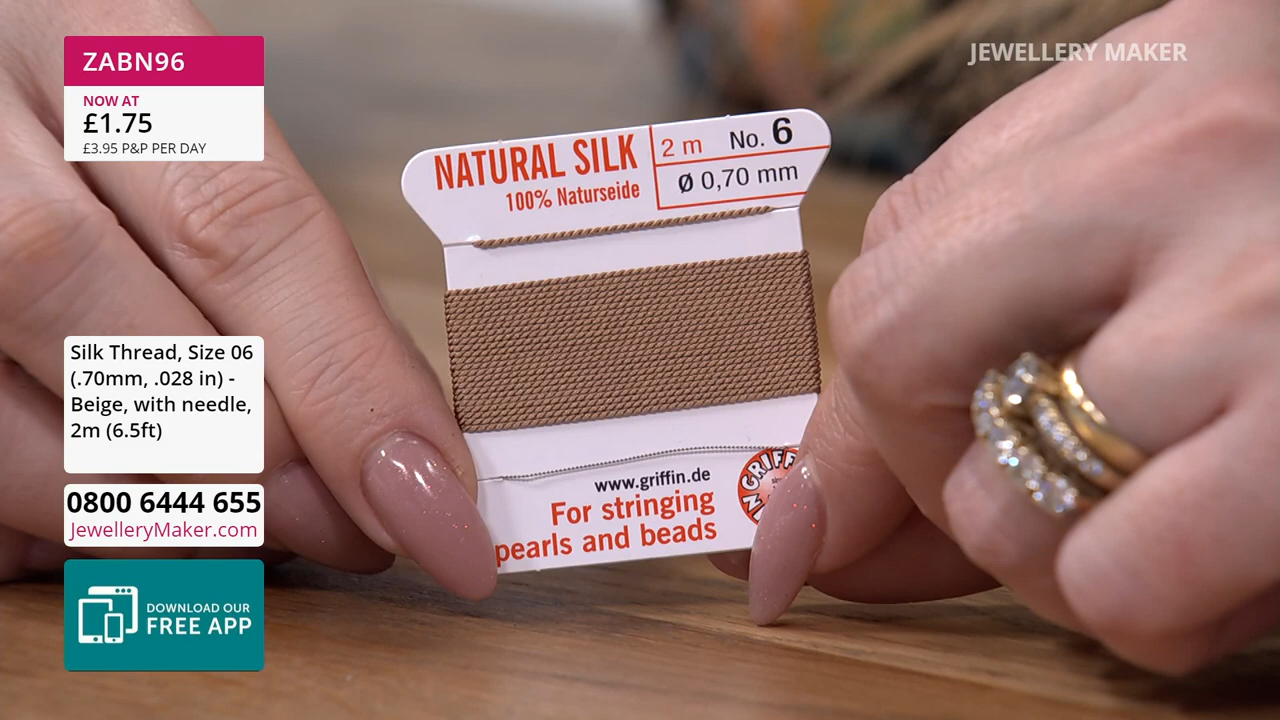 ZABN96
NOW AT
£1.75
£3.95 P&P PER DAY
JEWELLERY MAKER
NATURAL SILK
100% Naturseide
2 m No. 6
Ø 0,70 mm
Silk Thread, Size 06
(.70mm, .028 in) -
Beige, with needle,
2m (6.5ft)
www.griffin.de
For stringing
pearls and beads
GRIFFIN
0800 6444 655
JewelleryMaker.com
DOWNLOAD OUR
FREE APP